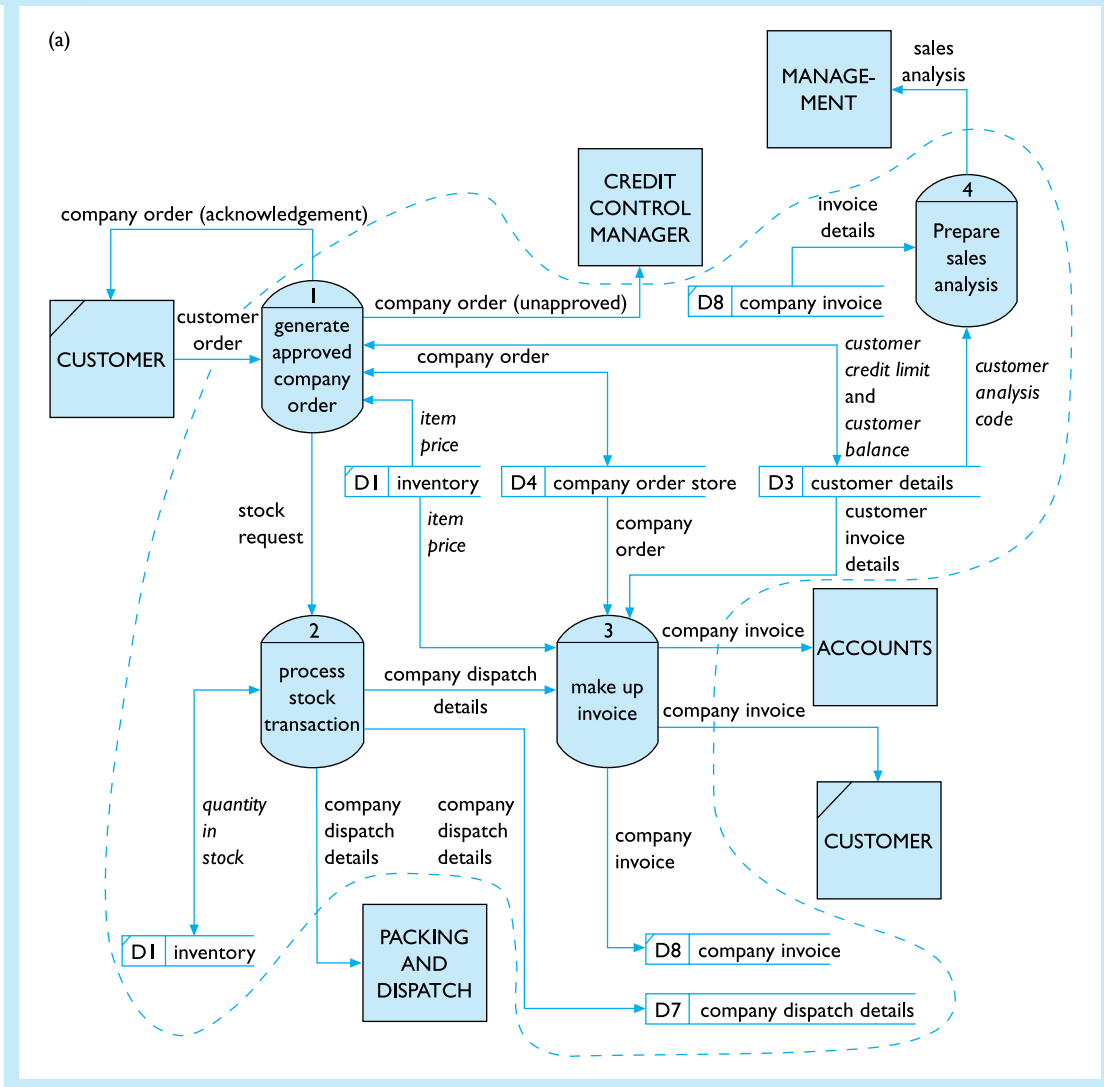 (a)
sales
analysis
MANAGE-
MENT
CREDIT
CONTROL
MANAGER
4
Prepare
sales
analysis
company order (acknowledgement)
invoice
details
D8 company invoice
1
generate
approved
company
order
company order (unapproved)
customer
order
CUSTOMER
company order
customer
credit limit
and
customer
balance
customer
analysis
code
item
price
D1 inventory
D4 company order store
D3 customer details
stock
request
item
price
company
order
customer
invoice
details
2
process
stock
transaction
company dispatch
details
3
make up
invoice
company invoice
ACCOUNTS
company invoice
CUSTOMER
quantity
in
stock
company
dispatch
details
company
dispatch
details
company
invoice
D1 inventory
PACKING
AND
DISPATCH
D8 company invoice
D7 company dispatch details